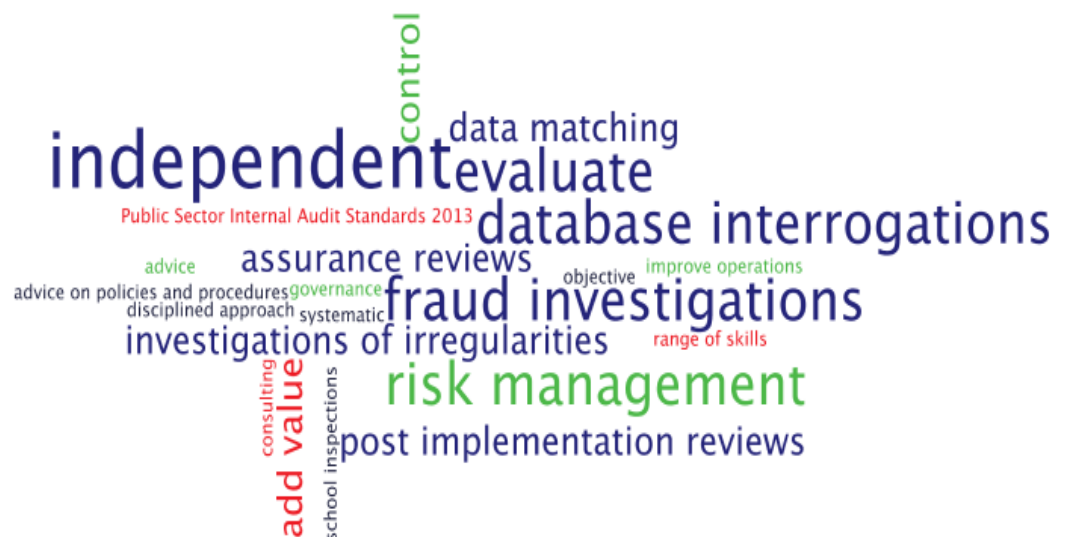 control
data matching
independent
evaluate
Public Sector Internal Audit Standards 2013
database interrogations
assurance reviews
advice
objective
improve operations
advice on policies and procedures
governance
fraud investigations
disciplined approach
systematic
investigations of irregularities
range of skills
consulting
add value
school inspections
risk management
post implementation reviews